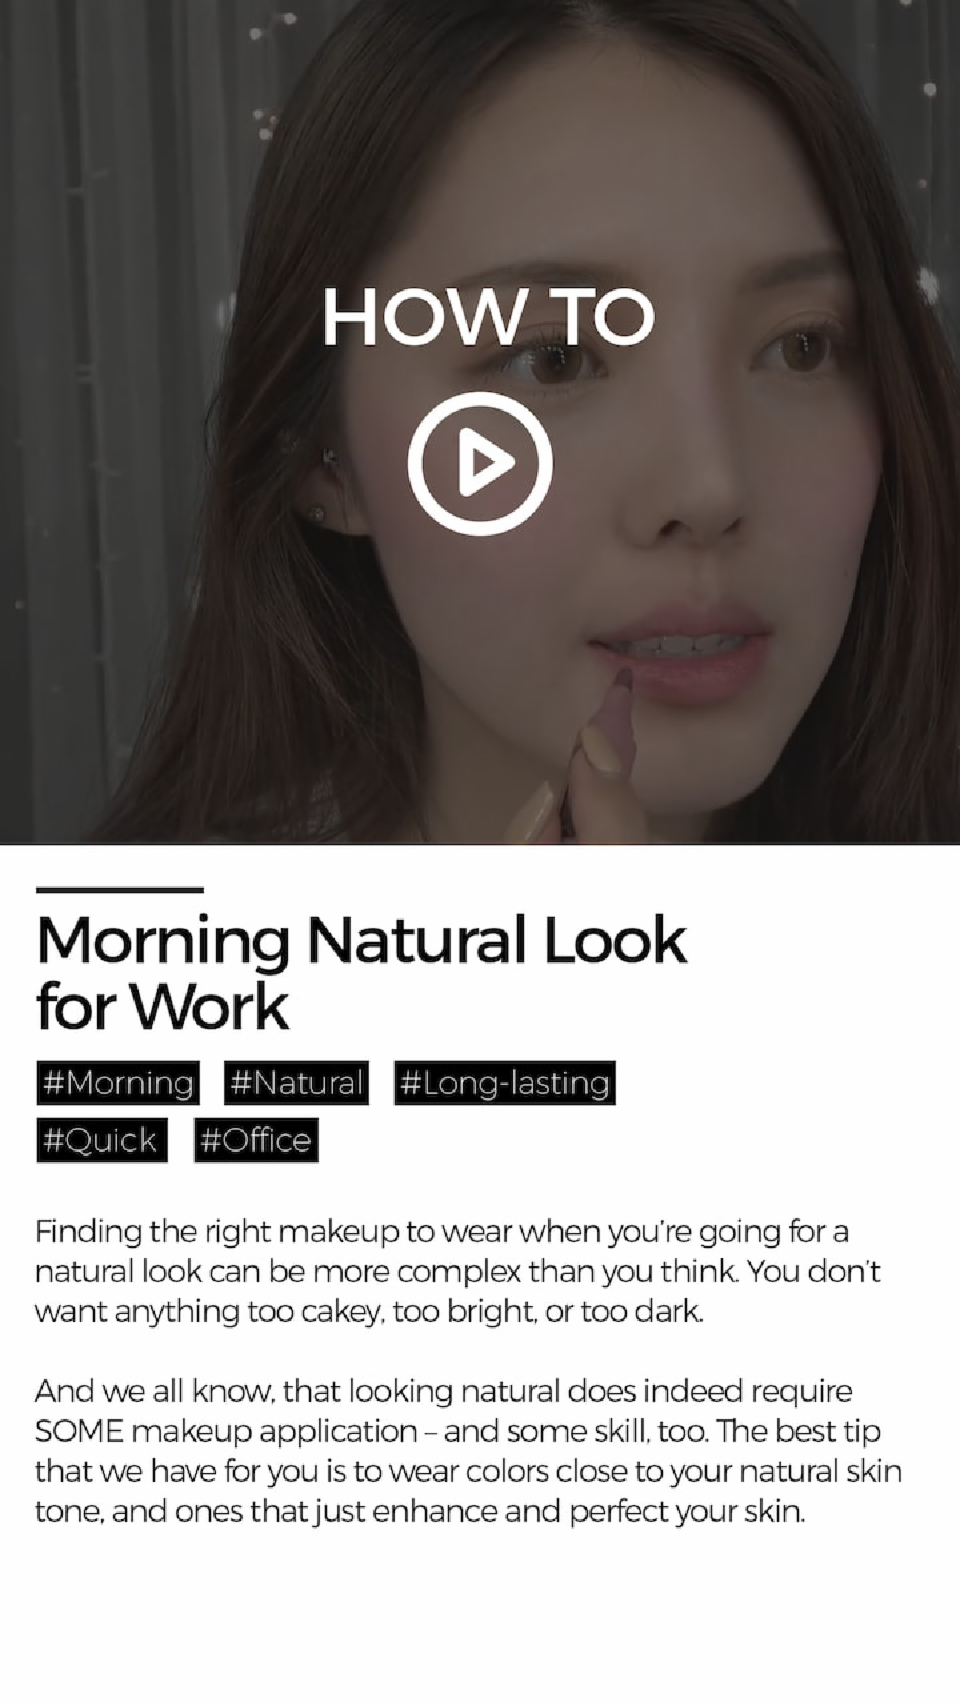 HOW TO
Morning Natural Look
for Work
#Morning #Natural #Long-lasting
#Quick #Office
Finding the right makeup to wear when you're going for a
natural look can be more complex than you think. You don't
want anything too cakey, too bright, or too dark.
And we all know, that looking natural does indeed require
SOME makeup application – and some skill, too. The best tip
that we have for you is to wear colors close to your natural skin
tone, and ones that just enhance and perfect your skin.